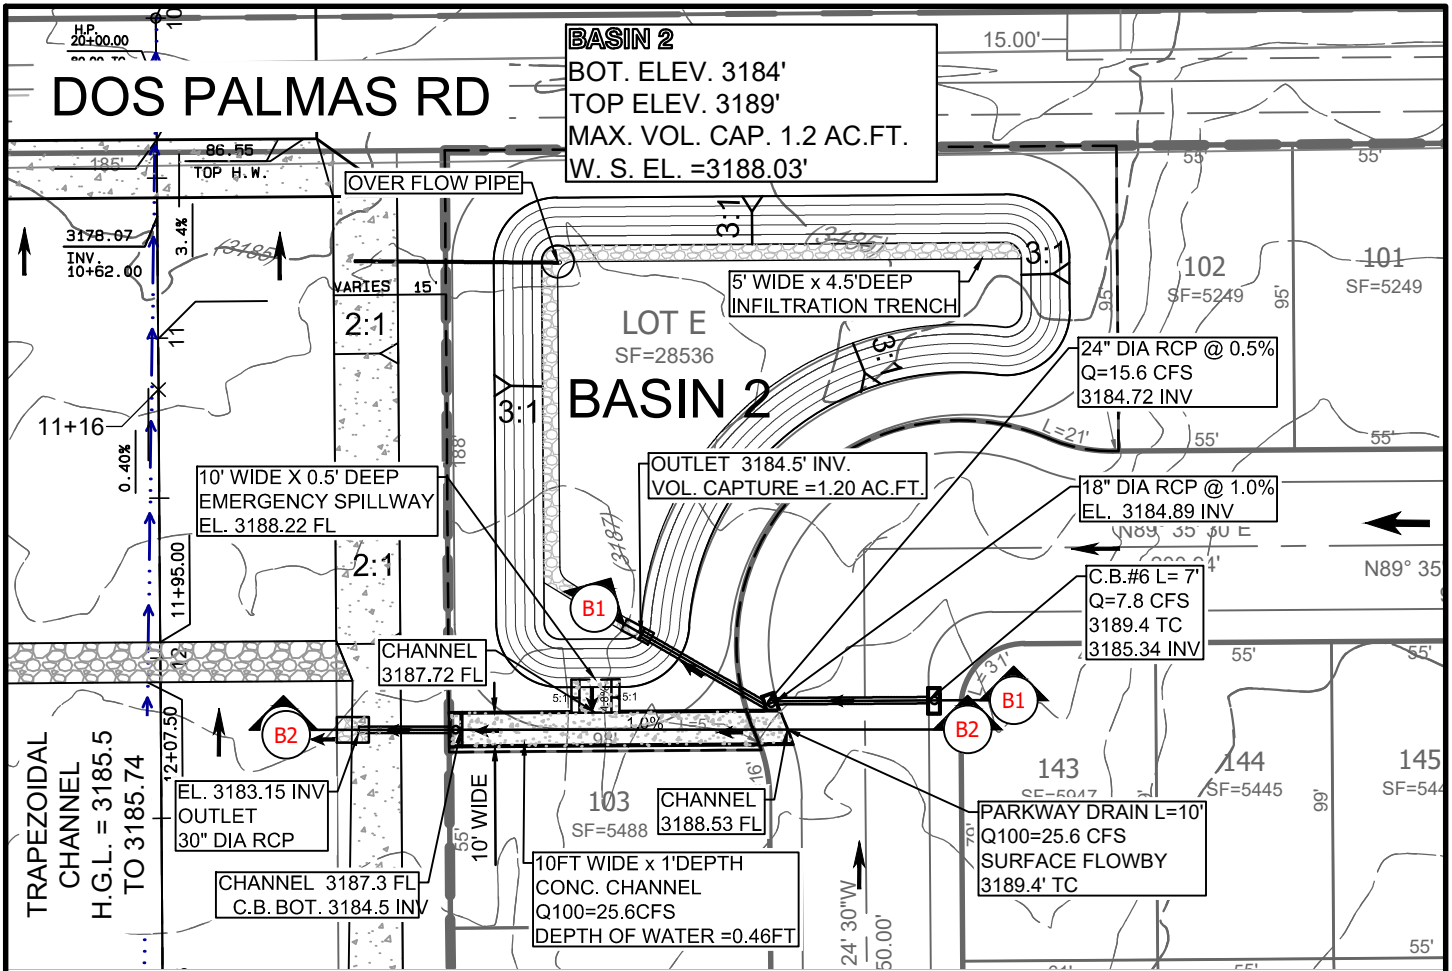 H.P.
20+00.00
10
DOS PALMAS RD
BASIN 2
BOT. ELEV. 3184'
TOP ELEV. 3189'
MAX. VOL. CAP. 1.2 AC.FT.
W. S. EL. =3188.03'
15.00'
185'
86.55
TOP H.W.
OVER FLOW PIPE
55'
55'
3178.07
INV.
10+62.00
3.4%
(3185)
VARIES 15'
2:1
3:1
(3185)
3:1
5' WIDE x 4.5'DEEP
INFILTRATION TRENCH
95'
102
SF=5249
95'
101
SF=5249
11
11+16
0.40%
LOT E
SF=28536
BASIN 2
3:1
3:1
24" DIA RCP @ 0.5%
Q=15.6 CFS
3184.72 INV
L=21'
55'
55'
188'
10' WIDE X 0.5' DEEP
EMERGENCY SPILLWAY
EL. 3188.22 FL
OUTLET 3184.5' INV.
VOL. CAPTURE =1.20 AC.FT.
18" DIA RCP @ 1.0%
EL. 3184.89 INV
N89° 35' 30 E
N89° 35'
2:1
11+95.00
(3187)
B1
C.B.#6 L= 7'
Q=7.8 CFS
3189.4 TC
3185.34 INV
12
CHANNEL
3187.72 FL
5:1
5:1
L=31'
55'
55'
B1
B2
B2
1.0%
98'
12+07.50
TRAPEZOIDAL
CHANNEL
H.G.L. = 3185.5
TO 3185.74
EL. 3183.15 INV
OUTLET
30" DIA RCP
10' WIDE
55'
103
SF=5488
CHANNEL
3188.53 FL
16'
143
SF=5947
144
SF=5445
99'
145
SF=544
PARKWAY DRAIN L=10'
Q100=25.6 CFS
SURFACE FLOWBY
3189.4' TC
CHANNEL 3187.3 FL
C.B. BOT. 3184.5 INV
10FT WIDE x 1'DEPTH
CONC. CHANNEL
Q100=25.6CFS
DEPTH OF WATER =0.46FT
24' 30"W
50.00'
55'